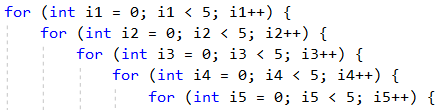 for (int i1 = 0; i1 < 5; i1++) {
for (int i2 = 0; i2 < 5; i2++) {
for (int i3 = 0; i3 < 5; i3++) {
for (int i4 = 0; i4 < 5; i4++) {
for (int i5 = 0; i5 < 5; i5++) {